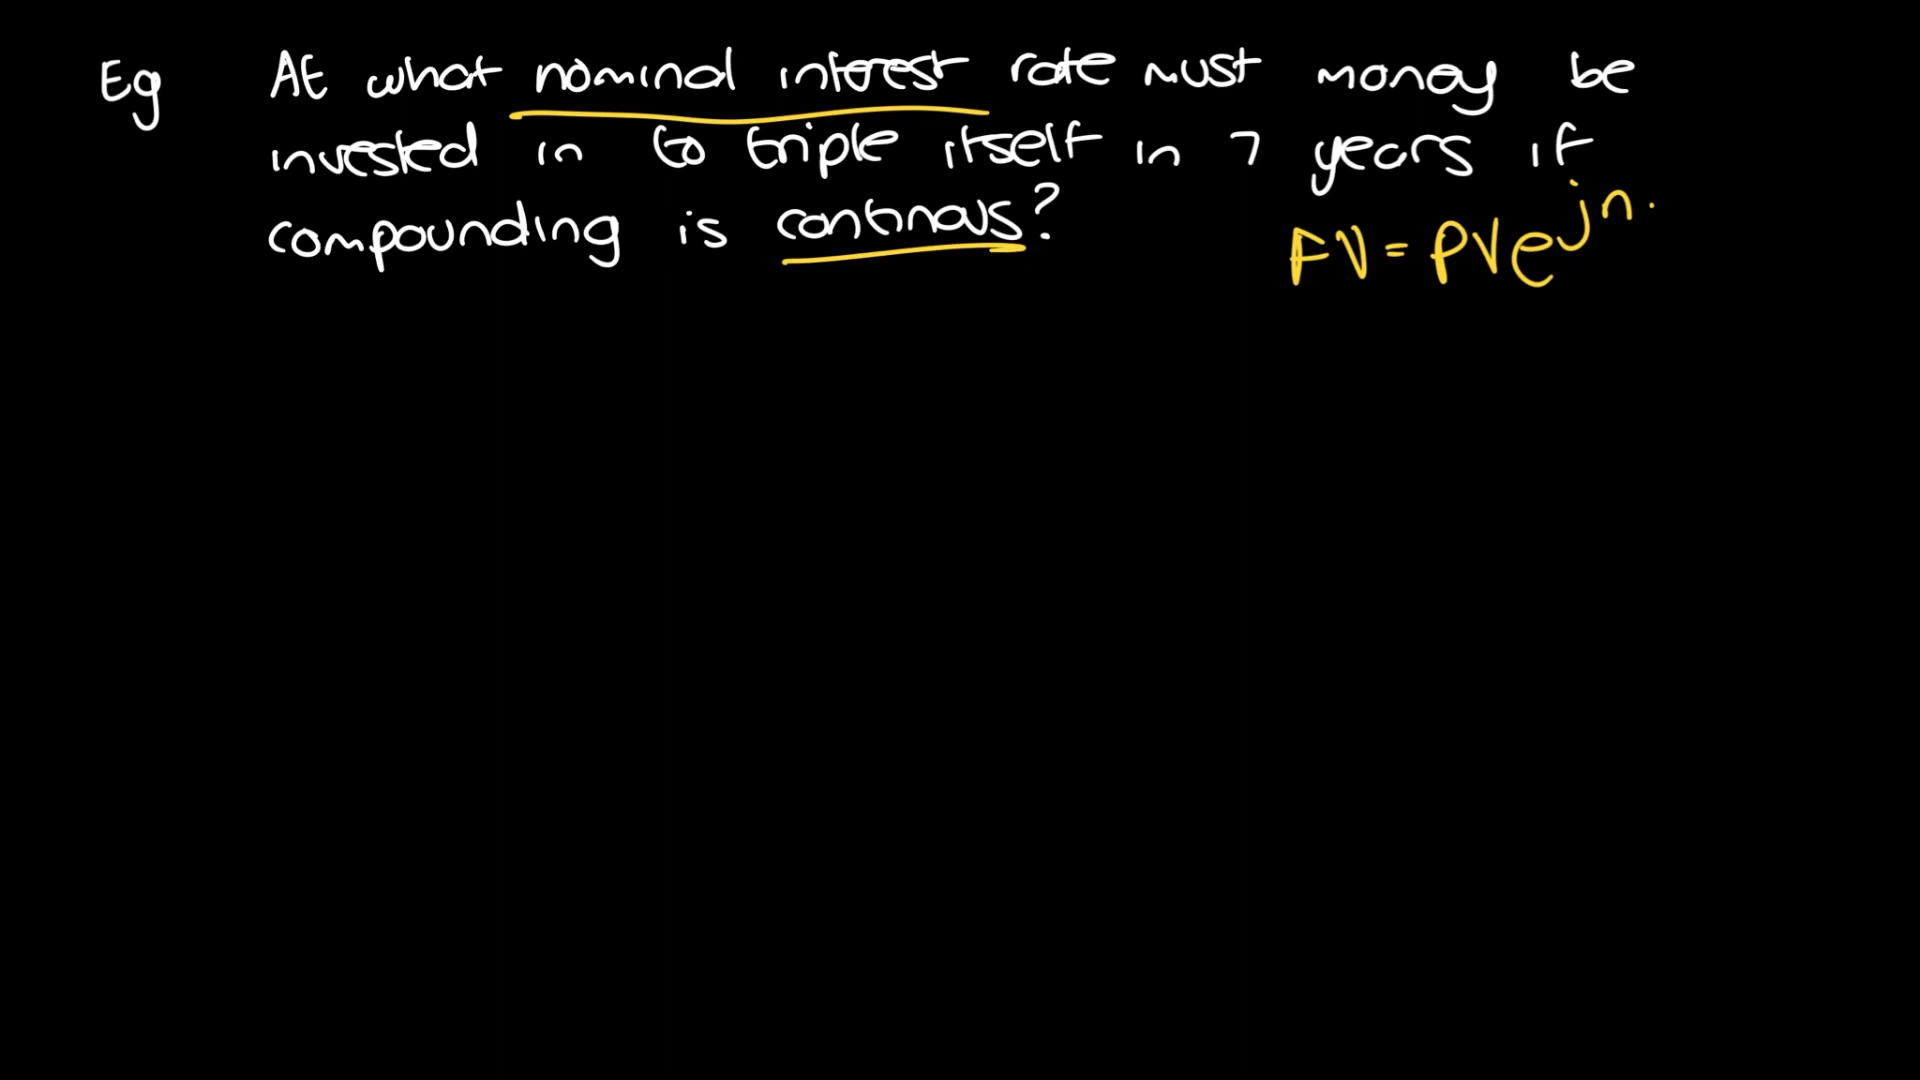 Eg At what nominal interest rate must money be
invested in to triple itself in 7 years if
compounding is continous?
FV = PVe^jn.